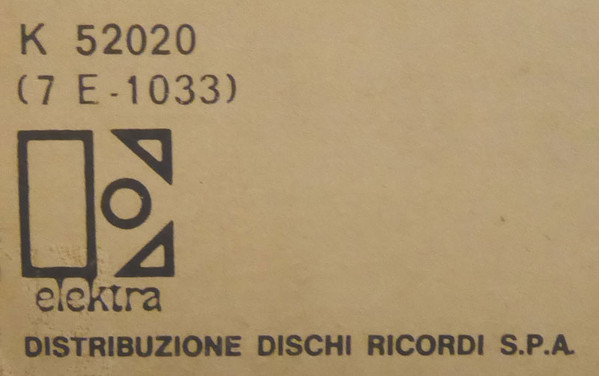 K 52020
(7 E-1033)
elektra
DISTRIBUZIONE DISCHI RICORDI S.P.A.